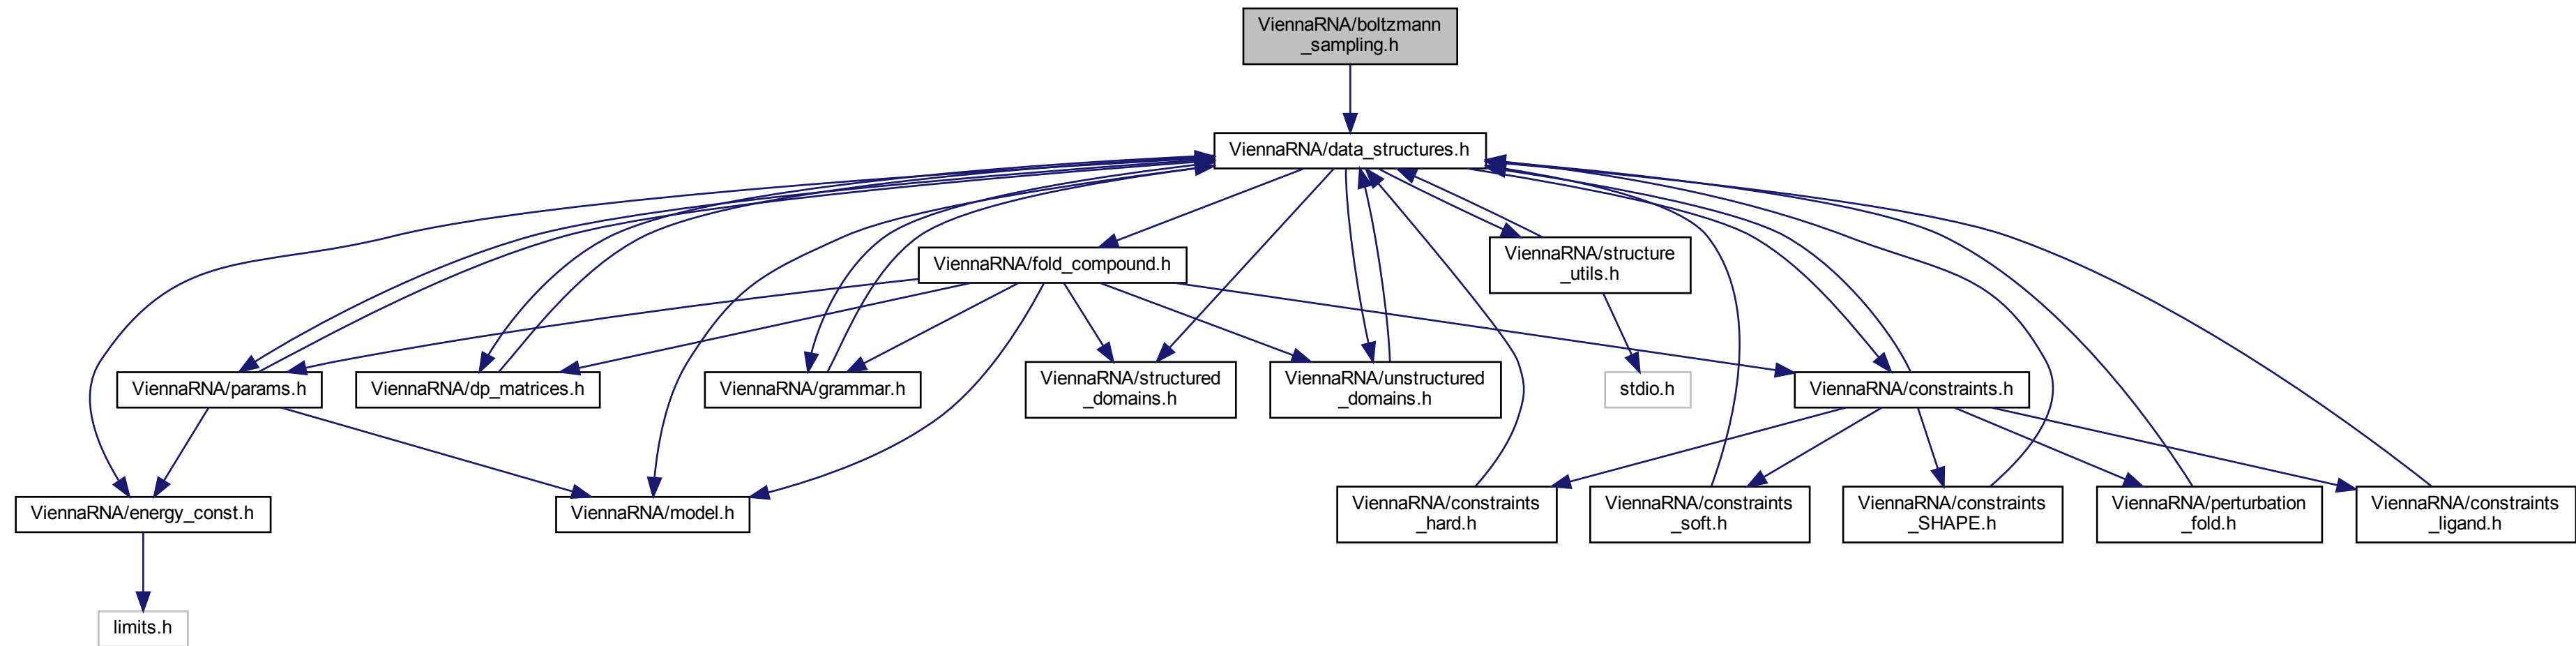 ViennaRNA/boltzmann
_sampling.h
ViennaRNA/data_structures.h
ViennaRNA/fold_compound.h
ViennaRNA/structure
_utils.h
ViennaRNA/params.h
ViennaRNA/dp_matrices.h
ViennaRNA/grammar.h
ViennaRNA/structured
_domains.h
ViennaRNA/unstructured
_domains.h
stdio.h
ViennaRNA/constraints.h
ViennaRNA/energy_const.h
ViennaRNA/model.h
ViennaRNA/constraints
_hard.h
ViennaRNA/constraints
_soft.h
ViennaRNA/constraints
_SHAPE.h
ViennaRNA/perturbation
_fold.h
ViennaRNA/constraints
_ligand.h
limits.h